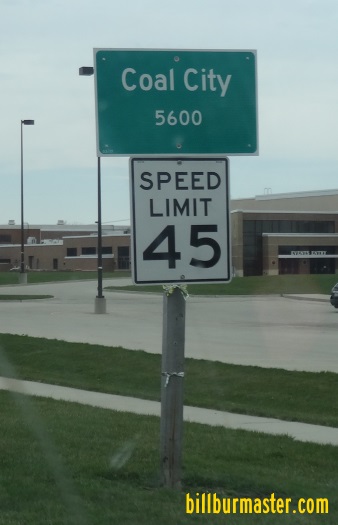 Coal City
5600
SPEED
LIMIT
45
billburmaster.com